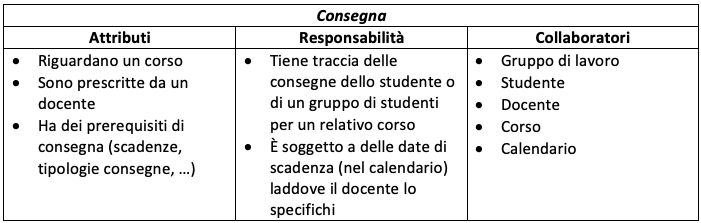 Consegna
Attributi
Responsabilità
Collaboratori
• Riguardano un corso
• Sono prescritte da un
docente
• Ha dei prerequisiti di
consegna (scadenze,
tipologie consegne, …)
• Tiene traccia delle
consegne dello studente o
di un gruppo di studenti
per un relativo corso
• È soggetto a delle date di
scadenza (nel calendario)
laddove il docente lo
specifichi
• Gruppo di lavoro
• Studente
• Docente
• Corso
• Calendario